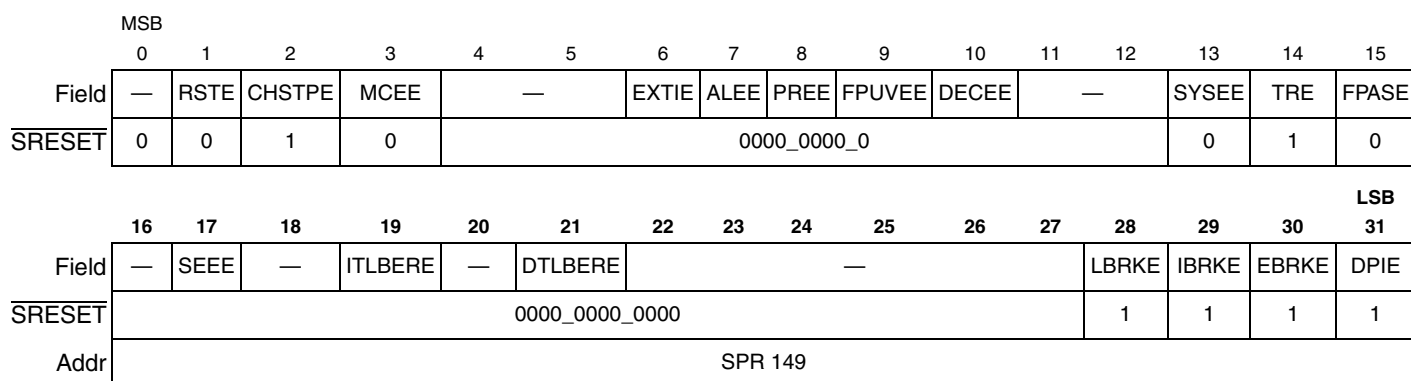 MSB
0 1 2 3 4 5 6 7 8 9 10 11 12 13 14 15
Field — RSTE CHSTPE MCEE — EXTIE ALEE PREE FPUVEE DECEE — SYSEE TRE FPASE
SRESET 0 0 1 0 0000_0000_0 0 1 0
LSB
16 17 18 19 20 21 22 23 24 25 26 27 28 29 30 31
Field — SEEE — ITLBERE — DTLBERE — LBRKE IBRKE EBRKE DPIE
SRESET 0000_0000_0000 1 1 1 1
Addr SPR 149